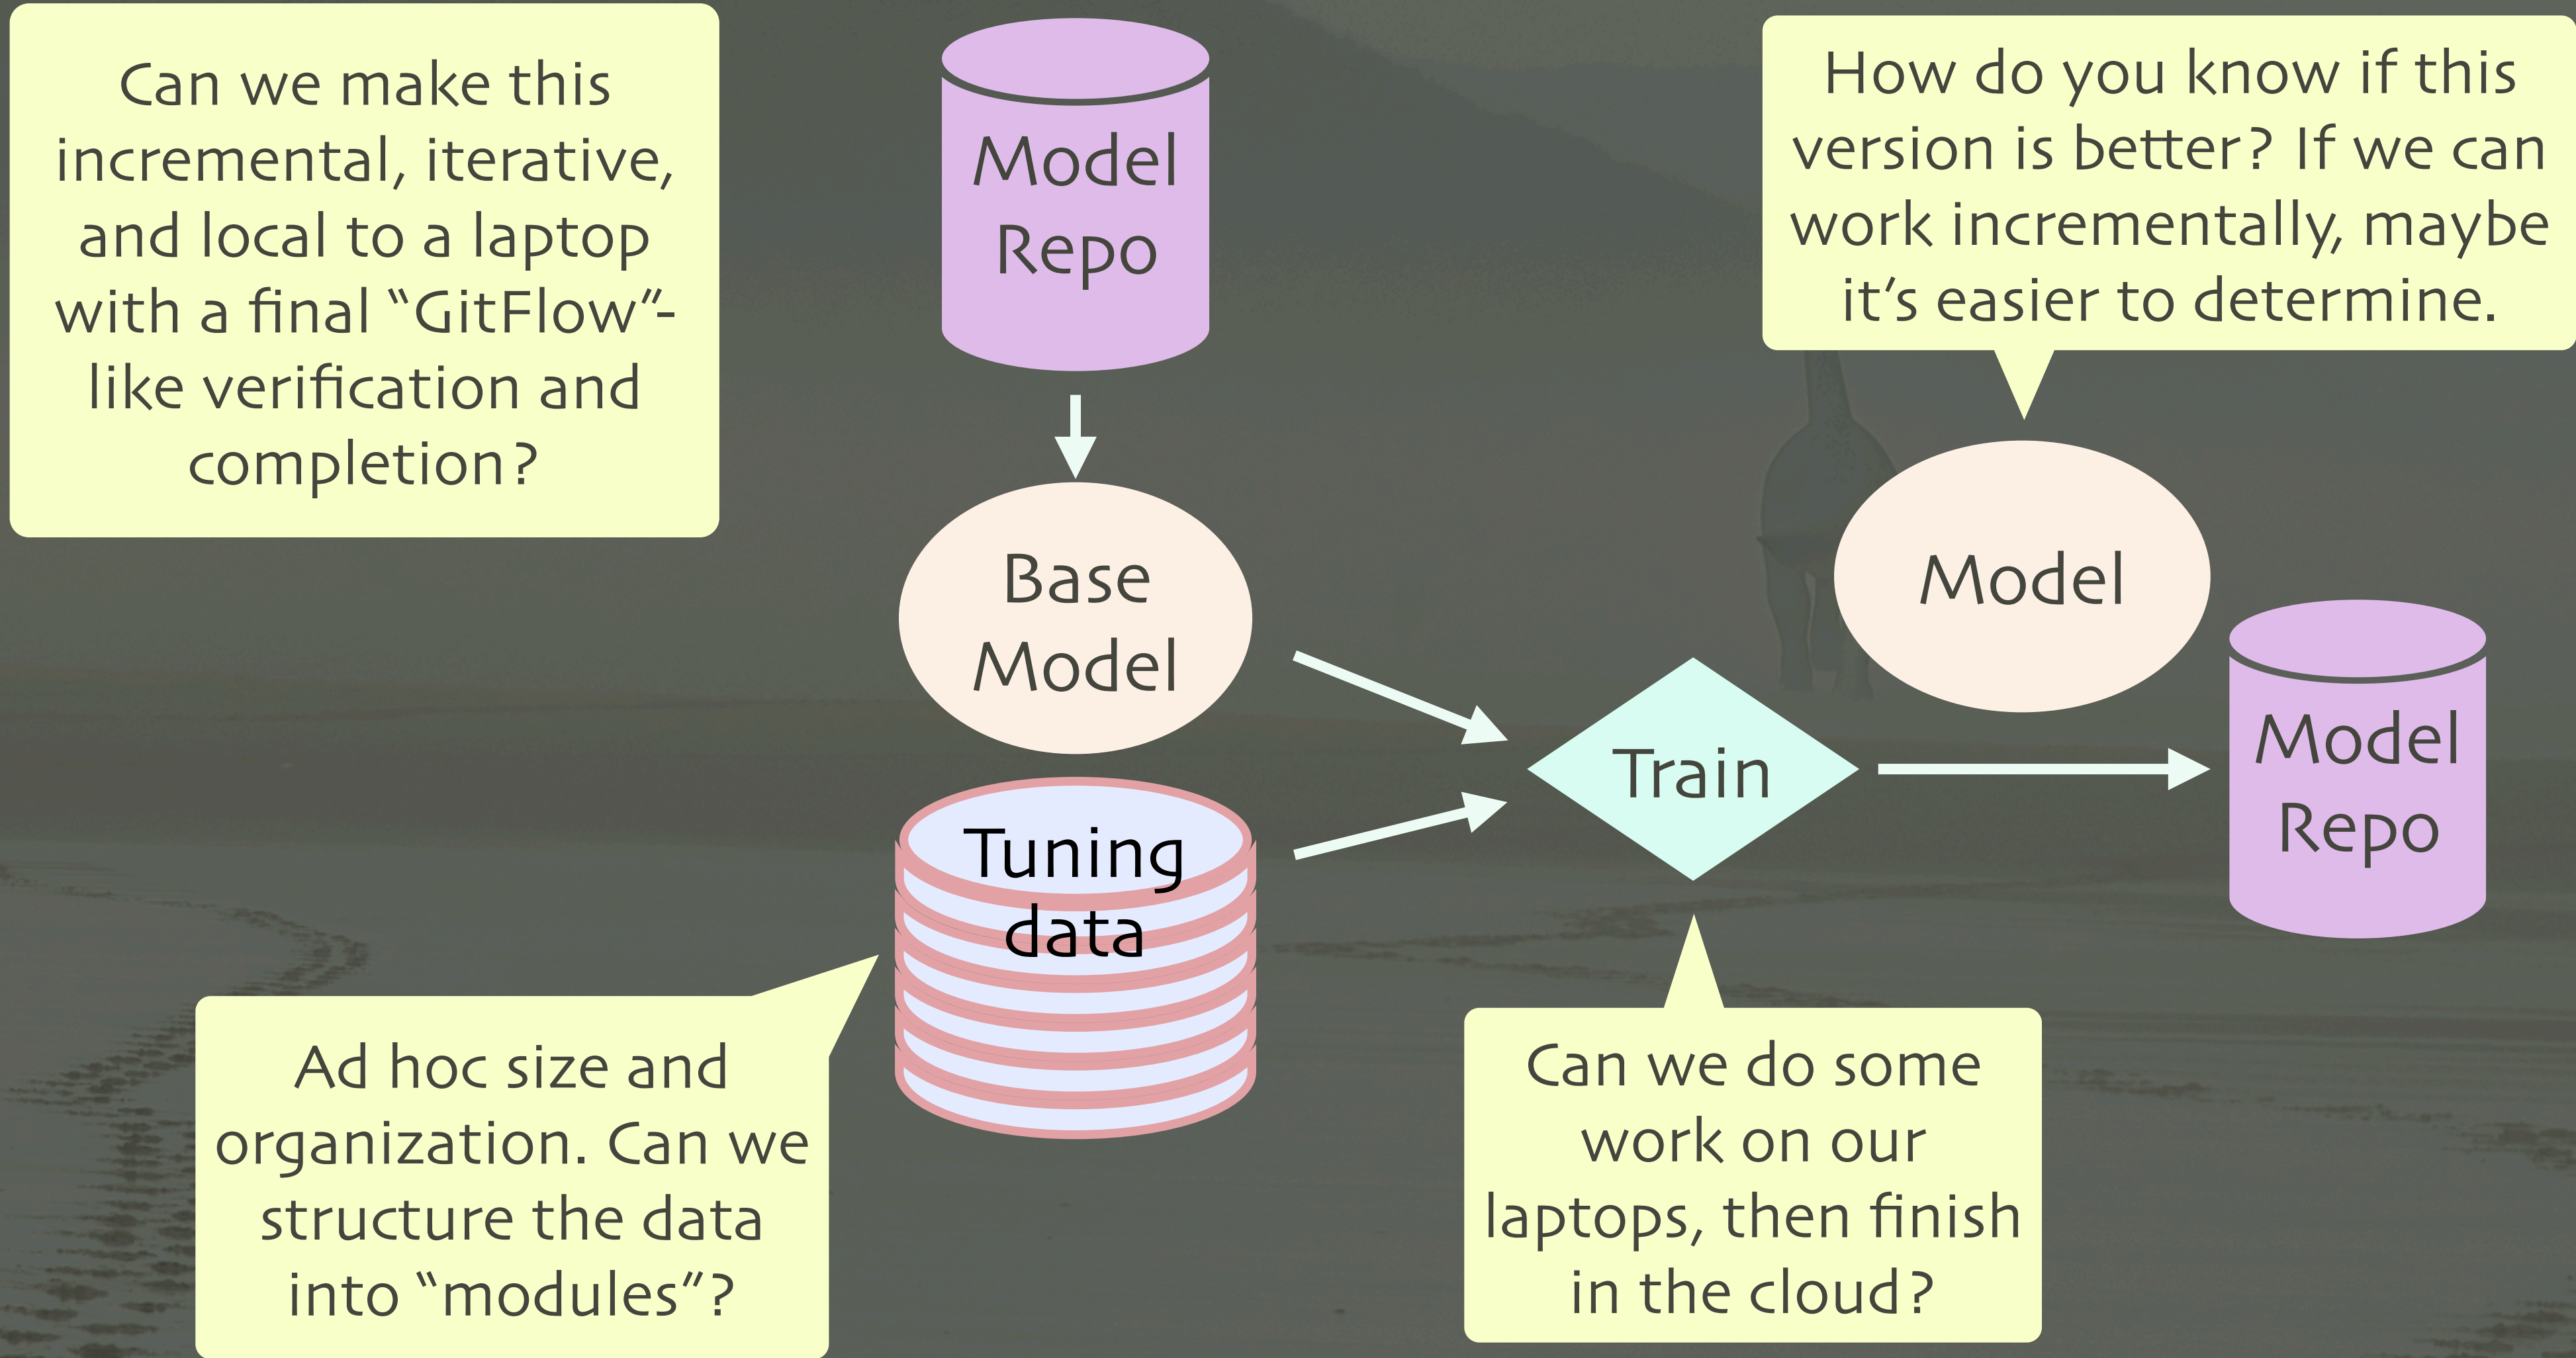 Can we make this
incremental, iterative,
and local to a laptop
with a final “GitFlow”-
like verification and
completion?
Model
Repo
How do you know if this
version is better? If we can
work incrementally, maybe
it’s easier to determine.
Base
Model
Model
Train
Model
Repo
Tuning
data
Ad hoc size and
organization. Can we
structure the data
into “modules”?
Can we do some
work on our
laptops, then finish
in the cloud?